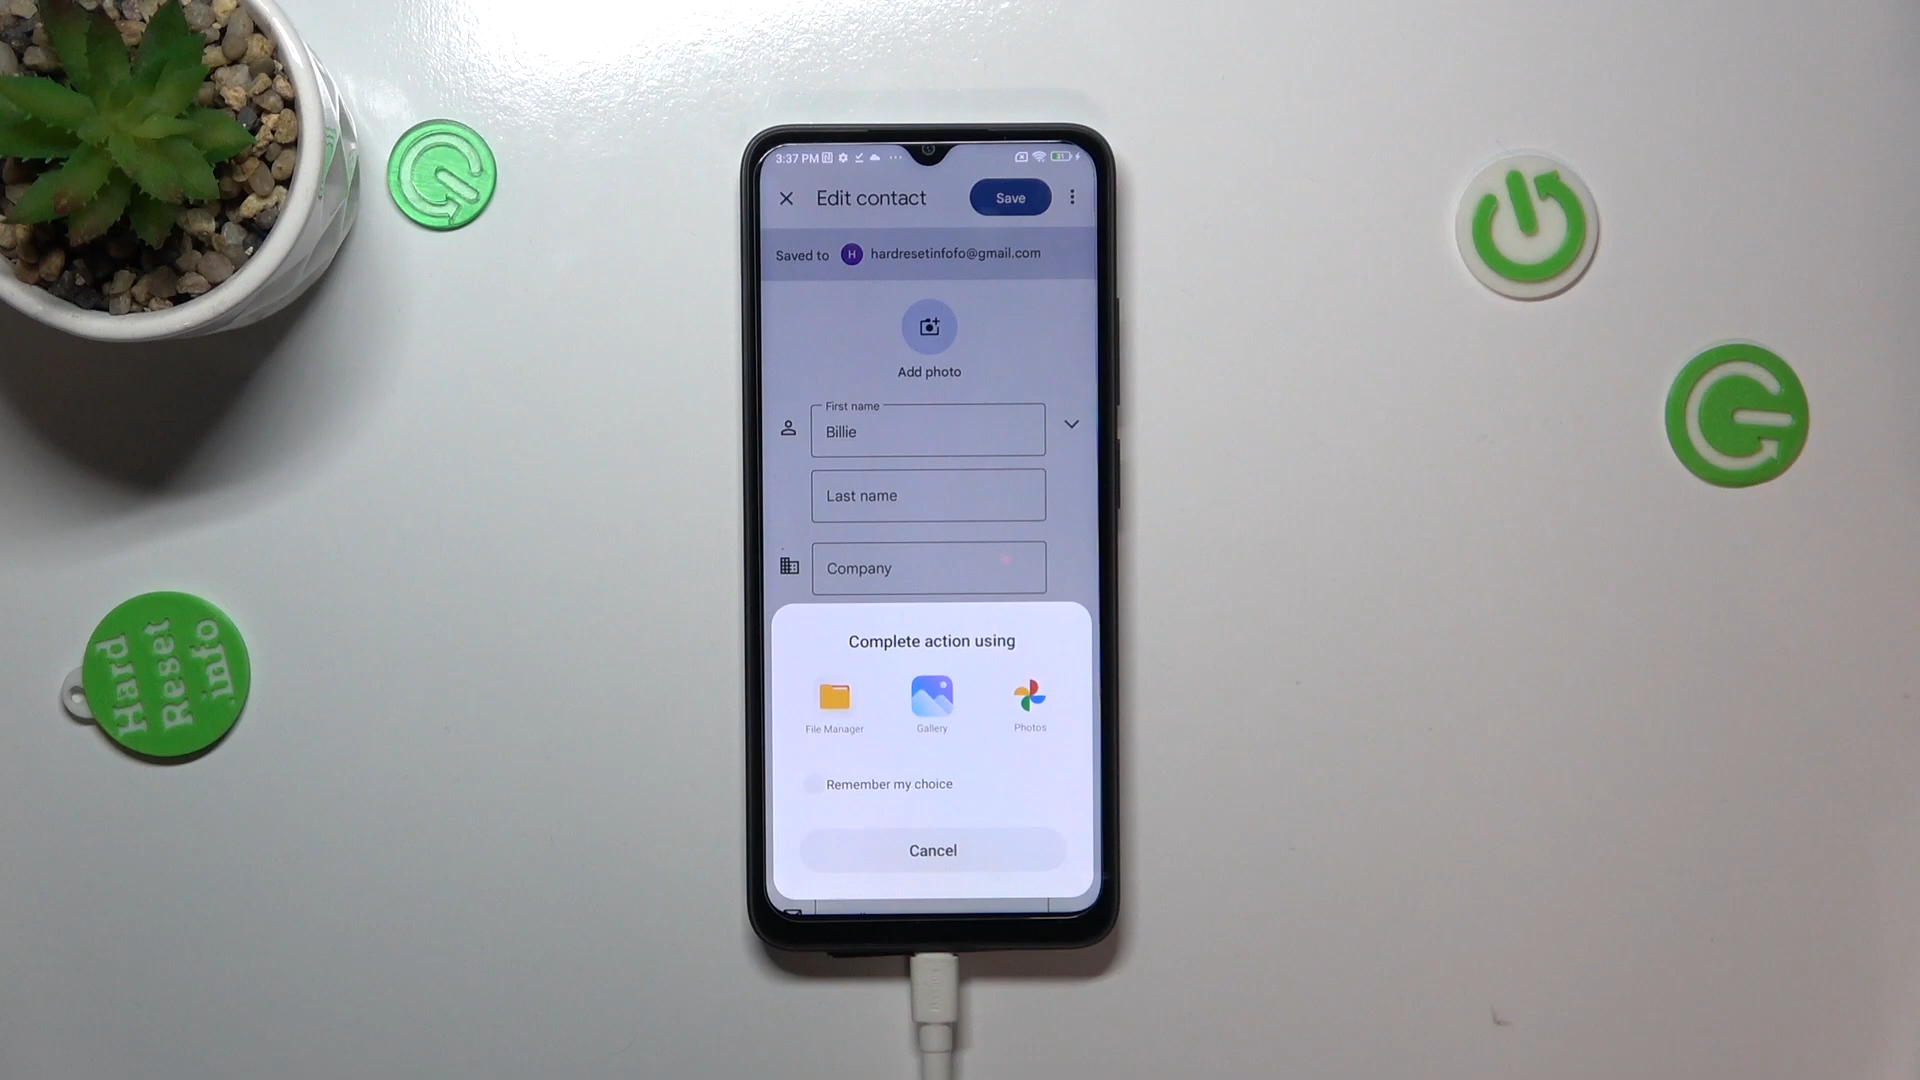 3:37 PM
Edit contact
Save
Saved to
H
hardresetinfofo@gmail.com
Add photo
First name
Billie
Last name
Company
Complete action using
File Manager
Gallery
Photos
Remember my choice
Cancel
Hard
Reset
.info